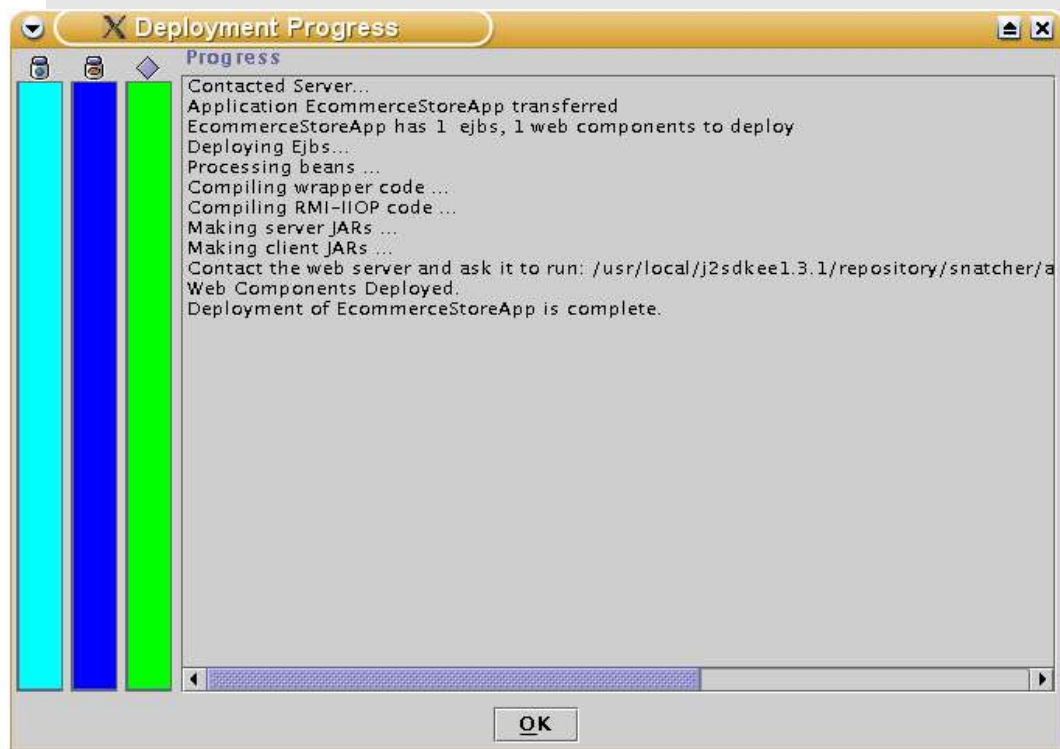 Deployment Progress
Progress
Contacted Server...
Application EcommerceStoreApp transferred
EcommerceStoreApp has 1 ejbs, 1 web components to deploy
Deploying Ejbs...
Processing beans ...
Compiling wrapper code ...
Compiling RMI-IIOP code ...
Making server JARs ...
Making client JARs ...
Contact the web server and ask it to run: /usr/local/j2sdkee1.3.1/repository/snatcher/a
Web Components Deployed.
Deployment of EcommerceStoreApp is complete.
OK